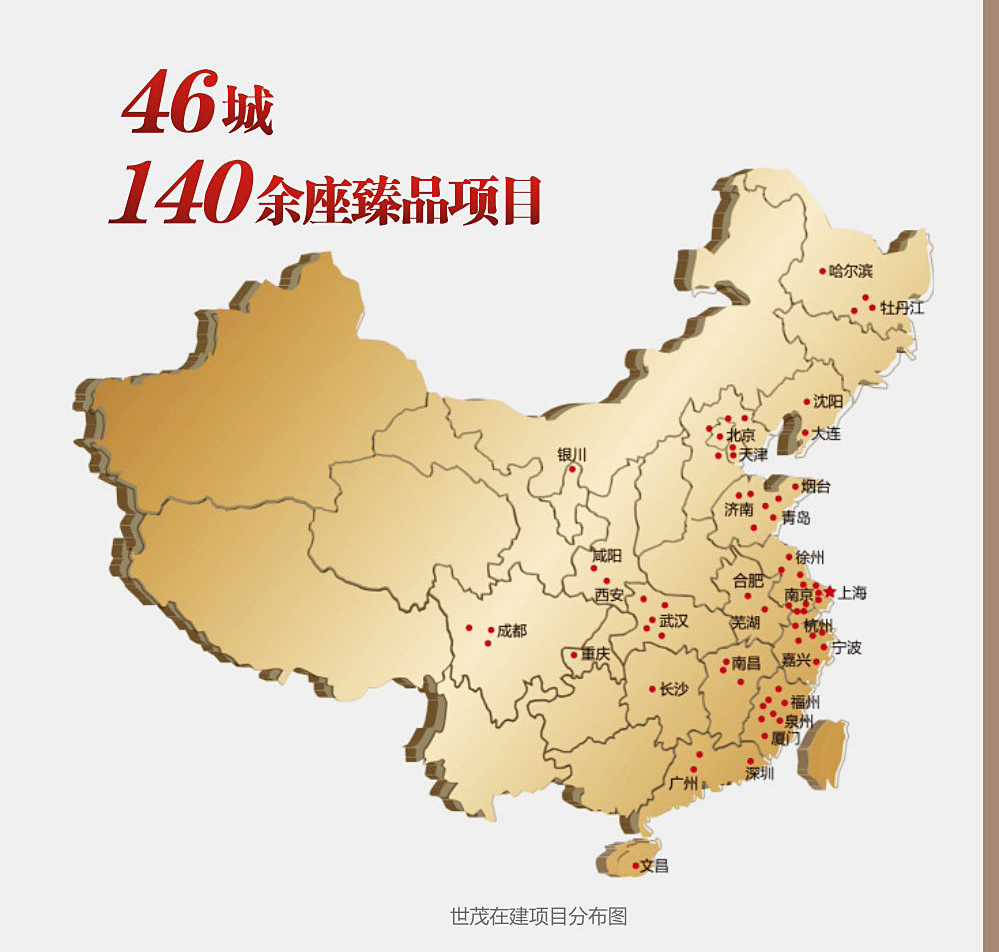 46城
140余座臻品项目
哈尔滨
牡丹江
沈阳
大连
北京
天津
银川
烟台
济南
青岛
咸阳
徐州
合肥
西安
南京
上海
武汉
芜湖
杭州
成都
宁波
重庆
嘉兴
南昌
长沙
福州
泉州
厦门
深圳
广州
文昌
世茂在建项目分布图